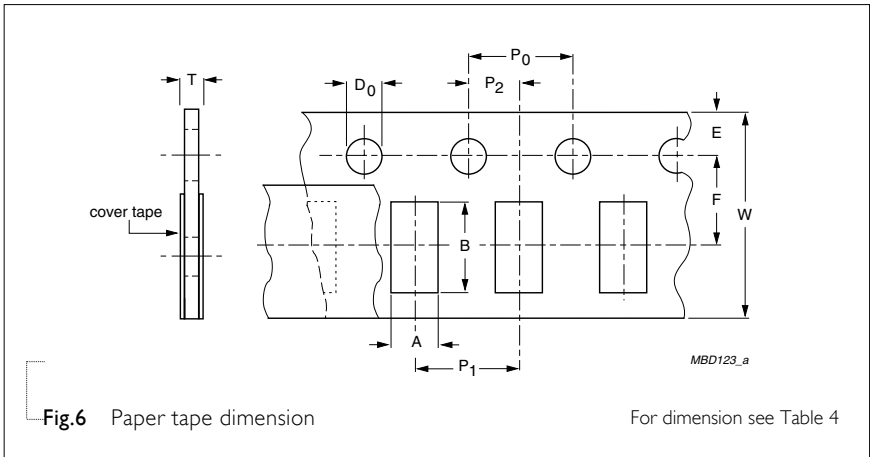 P0
T
D0
P2
E
F
W
cover tape
B
A
P1
MBD123_a
Fig.6 Paper tape dimension
For dimension see Table 4